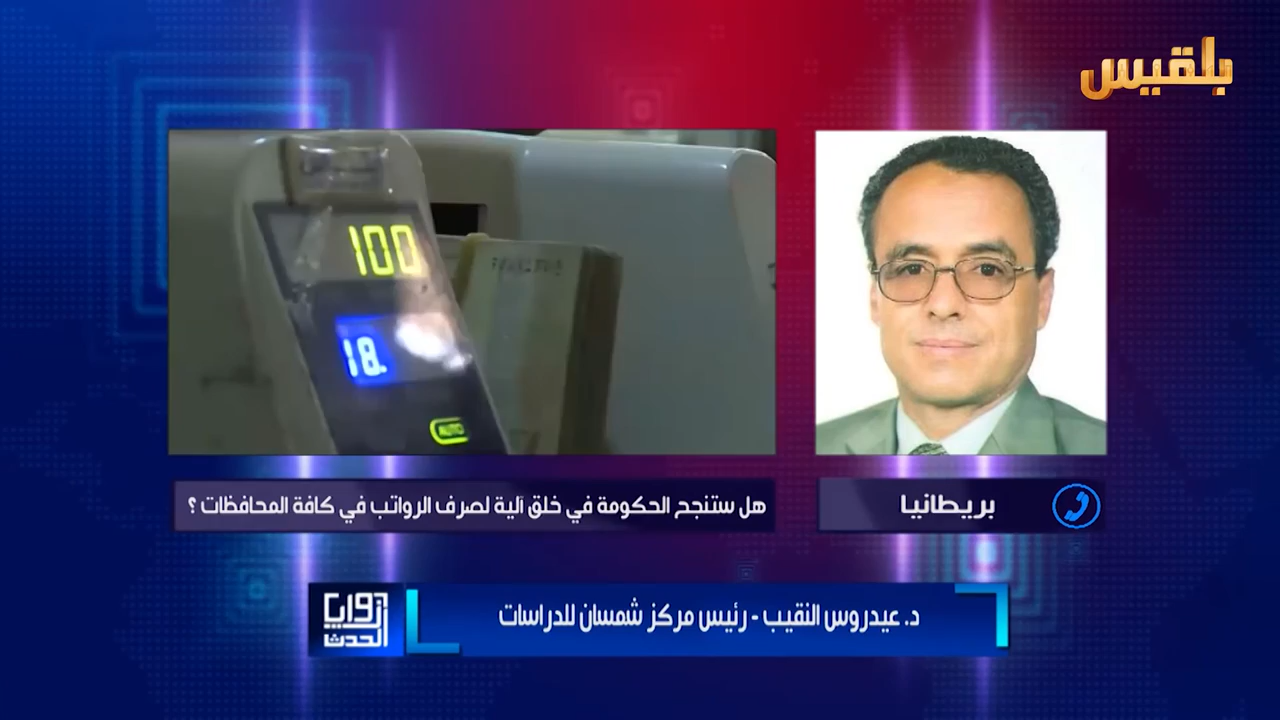 بلقيس
100
18.
AUTO
بريطانيا
هل ستنجح الحكومة في خلق آلية لصرف الرواتب في كافة المحافظات ؟
د. عيدروس النقيب - رئيس مركز شمسان للدراسات
زوايا
الحدث